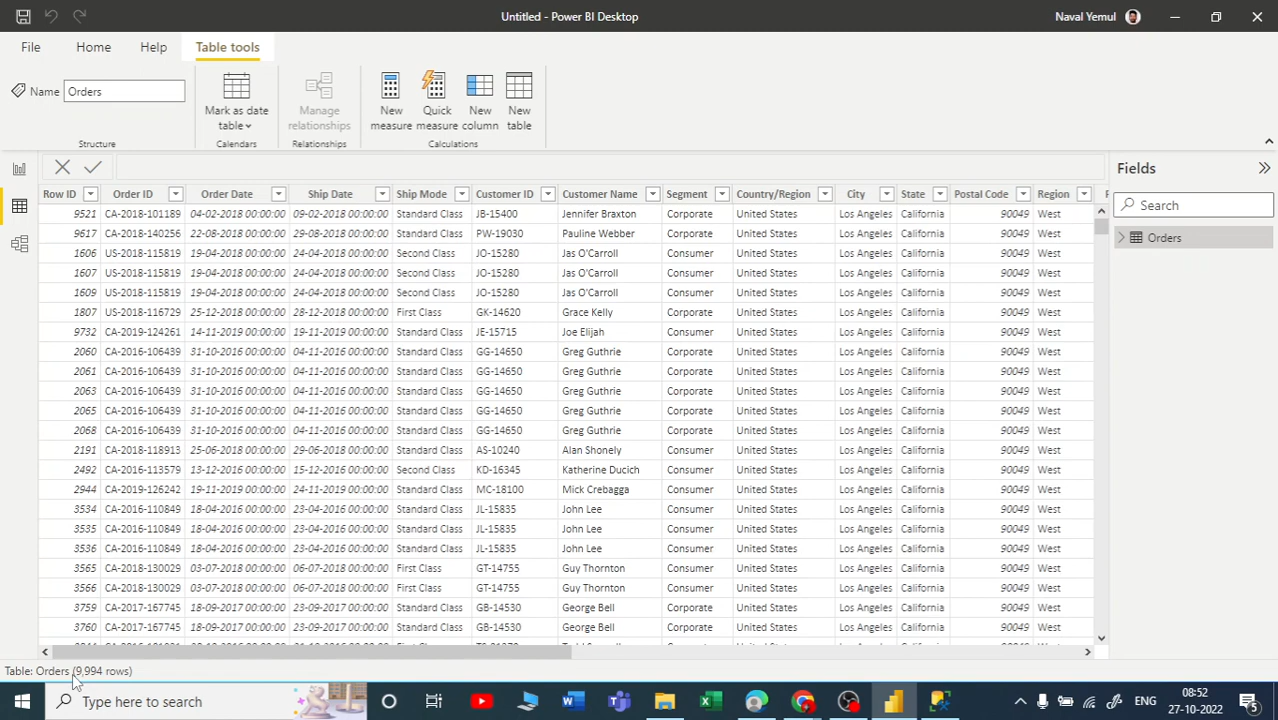 Untitled - Power BI Desktop
Naval Yemul
File Home Help Table tools
Name Orders
Mark as date table
Manage relationships
New measure
Quick measure
New column
New table
Structure Calendars Relationships Calculations
Fields
Search
Orders
Row ID Order ID Order Date Ship Date Ship Mode Customer ID Customer Name Segment Country/Region City State Postal Code Region
9521 CA-2018-101189 04-02-2018 00:00:00 09-02-2018 00:00:00 Standard Class JB-15400 Jennifer Braxton Corporate United States Los Angeles California 90049 West
9617 CA-2018-140256 22-08-2018 00:00:00 29-08-2018 00:00:00 Standard Class PW-19030 Pauline Webber Corporate United States Los Angeles California 90049 West
1606 US-2018-115819 19-04-2018 00:00:00 24-04-2018 00:00:00 Second Class JO-15280 Jas O'Carroll Consumer United States Los Angeles California 90049 West
1607 US-2018-115819 19-04-2018 00:00:00 24-04-2018 00:00:00 Second Class JO-15280 Jas O'Carroll Consumer United States Los Angeles California 90049 West
1609 US-2018-115819 19-04-2018 00:00:00 24-04-2018 00:00:00 Second Class JO-15280 Jas O'Carroll Consumer United States Los Angeles California 90049 West
1807 US-2018-116729 25-12-2018 00:00:00 28-12-2018 00:00:00 First Class GK-14620 Grace Kelly Corporate United States Los Angeles California 90049 West
9732 CA-2019-124261 14-11-2019 00:00:00 19-11-2019 00:00:00 Standard Class JE-15715 Joe Elijah Consumer United States Los Angeles California 90049 West
2060 CA-2016-106439 31-10-2016 00:00:00 04-11-2016 00:00:00 Standard Class GG-14650 Greg Guthrie Corporate United States Los Angeles California 90049 West
2061 CA-2016-106439 31-10-2016 00:00:00 04-11-2016 00:00:00 Standard Class GG-14650 Greg Guthrie Corporate United States Los Angeles California 90049 West
2063 CA-2016-106439 31-10-2016 00:00:00 04-11-2016 00:00:00 Standard Class GG-14650 Greg Guthrie Corporate United States Los Angeles California 90049 West
2065 CA-2016-106439 31-10-2016 00:00:00 04-11-2016 00:00:00 Standard Class GG-14650 Greg Guthrie Corporate United States Los Angeles California 90049 West
2068 CA-2016-106439 31-10-2016 00:00:00 04-11-2016 00:00:00 Standard Class GG-14650 Greg Guthrie Corporate United States Los Angeles California 90049 West
2191 CA-2018-118913 25-06-2018 00:00:00 29-06-2018 00:00:00 Standard Class AS-10240 Alan Shonely Consumer United States Los Angeles California 90049 West
2492 CA-2016-113579 13-12-2016 00:00:00 15-12-2016 00:00:00 Second Class KD-16345 Katherine Ducich Consumer United States Los Angeles California 90049 West
2944 CA-2019-126242 19-11-2019 00:00:00 24-11-2019 00:00:00 Standard Class MC-18100 Mick Crebagga Consumer United States Los Angeles California 90049 West
3534 CA-2016-110849 18-04-2016 00:00:00 23-04-2016 00:00:00 Standard Class JL-15835 John Lee Consumer United States Los Angeles California 90049 West
3535 CA-2016-110849 18-04-2016 00:00:00 23-04-2016 00:00:00 Standard Class JL-15835 John Lee Consumer United States Los Angeles California 90049 West
3536 CA-2016-110849 18-04-2016 00:00:00 23-04-2016 00:00:00 Standard Class JL-15835 John Lee Consumer United States Los Angeles California 90049 West
3565 CA-2018-130029 03-07-2018 00:00:00 06-07-2018 00:00:00 First Class GT-14755 Guy Thornton Consumer United States Los Angeles California 90049 West
3566 CA-2018-130029 03-07-2018 00:00:00 06-07-2018 00:00:00 First Class GT-14755 Guy Thornton Consumer United States Los Angeles California 90049 West
3759 CA-2017-167745 18-09-2017 00:00:00 23-09-2017 00:00:00 Standard Class GB-14530 George Bell Corporate United States Los Angeles California 90049 West
3760 CA-2017-167745 18-09-2017 00:00:00 23-09-2017 00:00:00 Standard Class GB-14530 George Bell Corporate United States Los Angeles California 90049 West
Table: Orders (9,994 rows)
Type here to search
ENG
08:52
27-10-2022
5